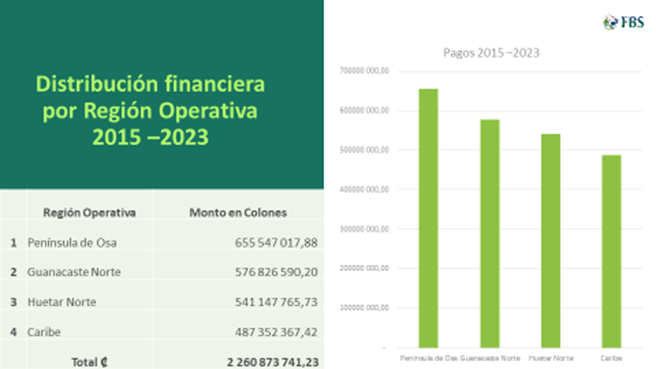 Distribución financiera
por Región Operativa
2015 –2023
Región Operativa Monto en Colones
1 Península de Osa 655 547 017,88
2 Guanacaste Norte 576 826 590,20
3 Huetar Norte 541 147 765,73
4 Caribe 487 352 367,42
Total ₡ 2 260 873 741,23
FBS
Pagos 2015 –2023
700000 000,00
600000 000,00
500000 000,00
400000 000,00
300000 000,00
200000 000,00
100000 000,00
-
Península de Osa Guanacaste Norte Huetar Norte Caribe